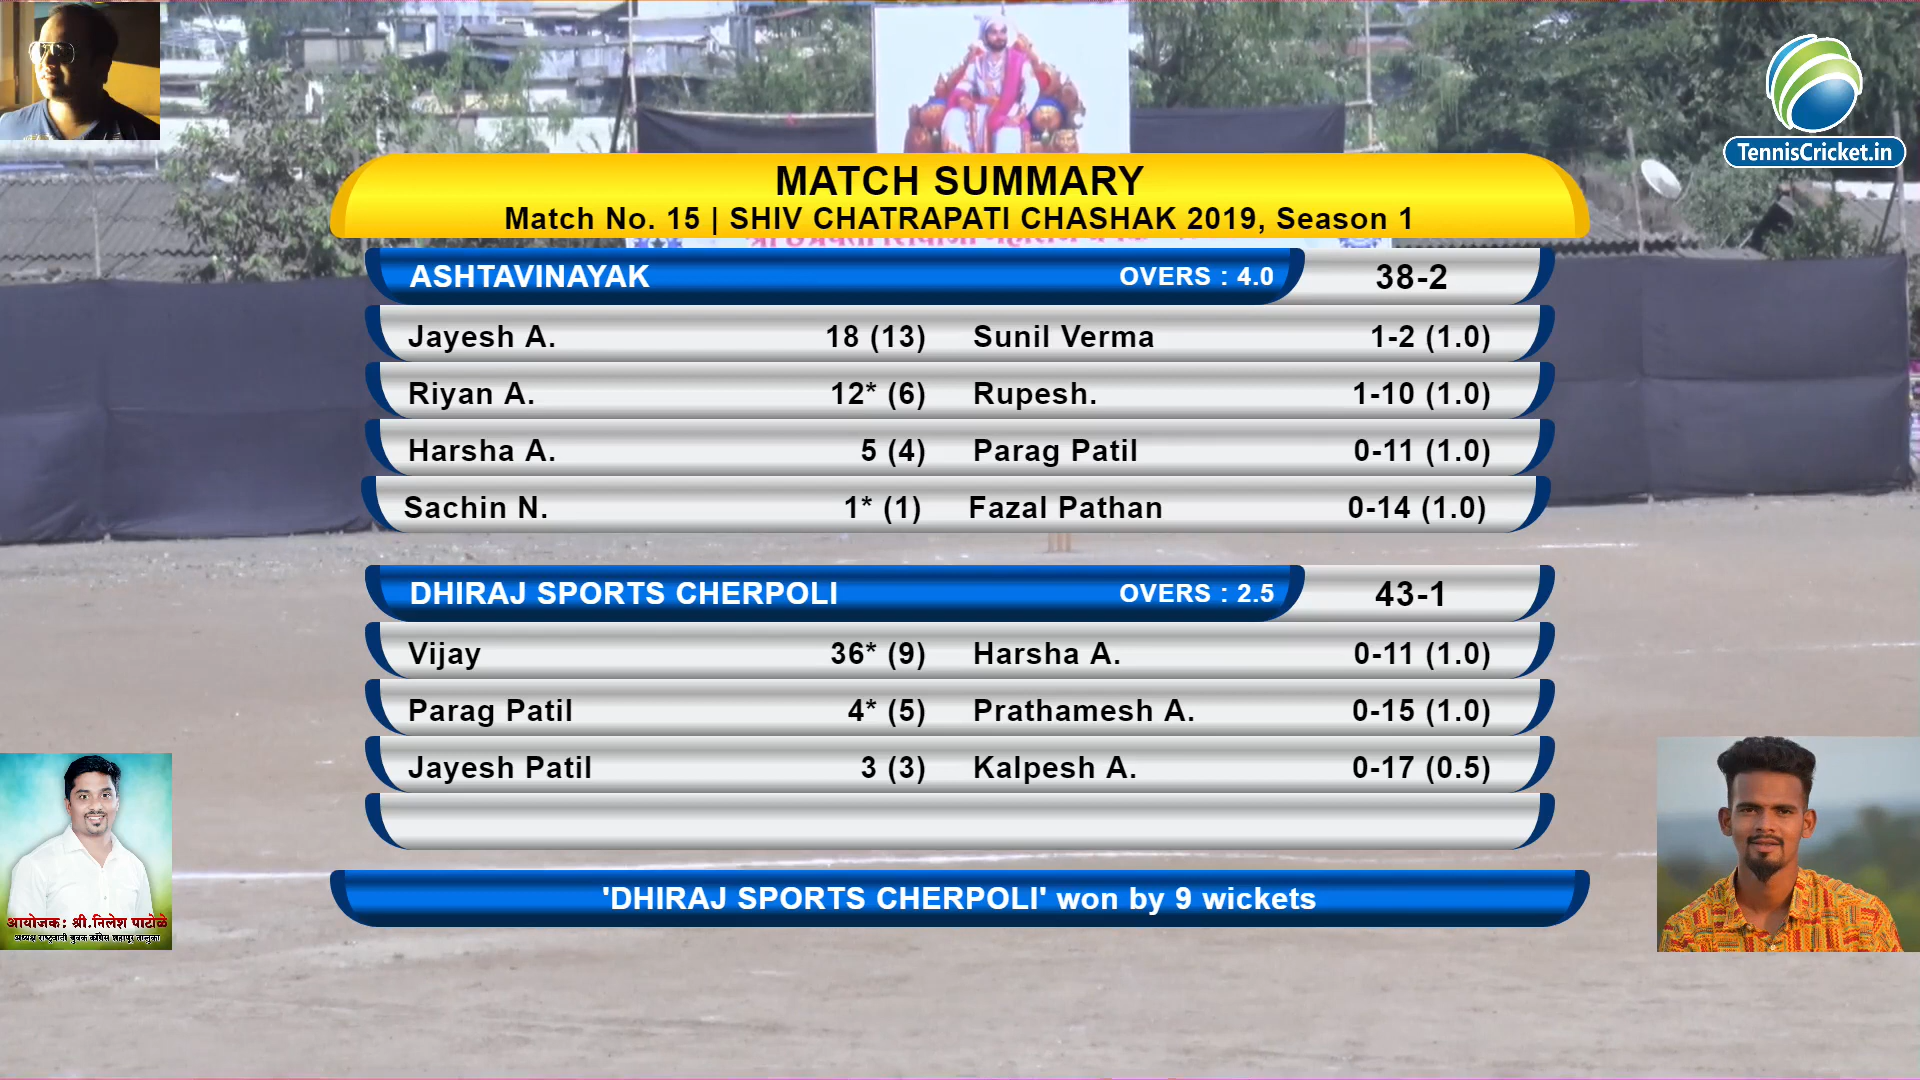 TennisCricket.in
MATCH SUMMARY
Match No. 15 | SHIV CHATRAPATI CHASHAK 2019, Season 1
ASHTAVINAYAK OVERS : 4.0 38-2
Jayesh A. 18 (13) Sunil Verma 1-2 (1.0)
Riyan A. 12* (6) Rupesh. 1-10 (1.0)
Harsha A. 5 (4) Parag Patil 0-11 (1.0)
Sachin N. 1* (1) Fazal Pathan 0-14 (1.0)
DHIRAJ SPORTS CHERPOLI OVERS : 2.5 43-1
Vijay 36* (9) Harsha A. 0-11 (1.0)
Parag Patil 4* (5) Prathamesh A. 0-15 (1.0)
Jayesh Patil 3 (3) Kalpesh A. 0-17 (0.5)
'DHIRAJ SPORTS CHERPOLI' won by 9 wickets
आयोजक: श्री.निलेश पाटोळे
अध्यक्ष राष्ट्रवादी युवक काँग्रेस शहापूर तालुका